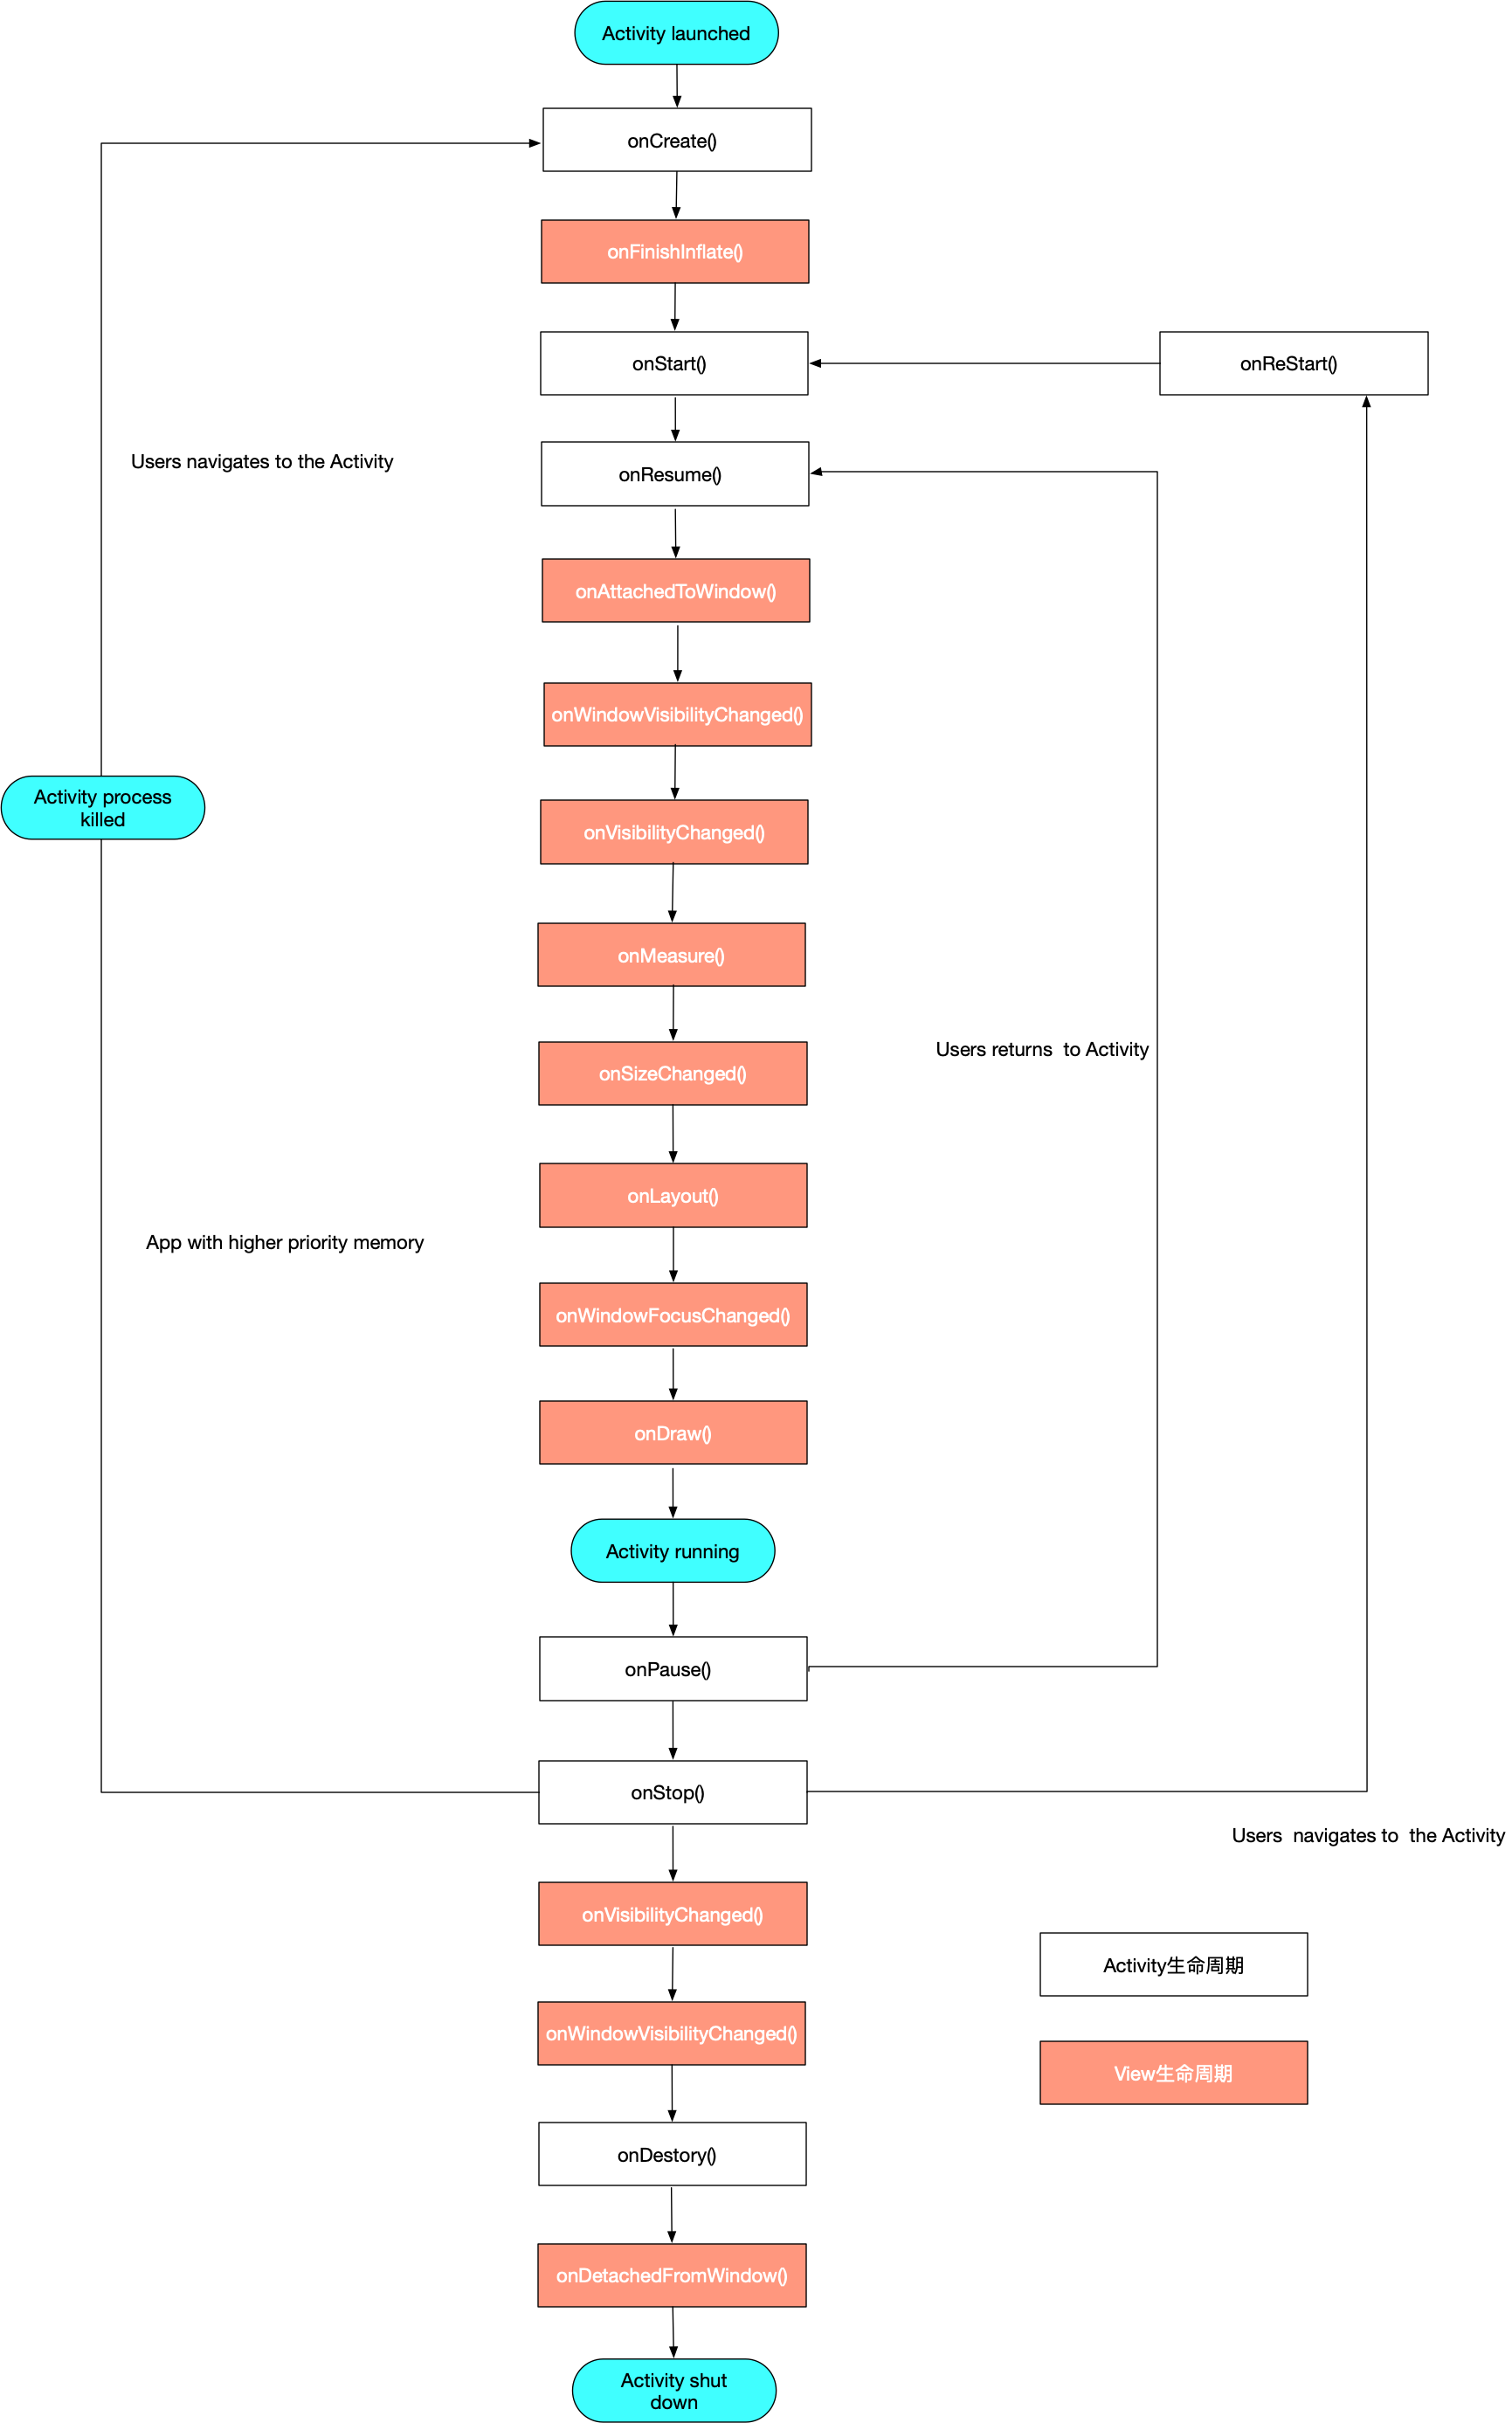 Activity launched
onCreate()
onFinishInflate()
onStart()
onReStart()
Users navigates to the Activity
onResume()
onAttachedToWindow()
onWindowVisibilityChanged()
Activity process
killed
onVisibilityChanged()
onMeasure()
Users returns  to Activity
onSizeChanged()
onLayout()
App with higher priority memory
onWindowFocusChanged()
onDraw()
Activity running
onPause()
onStop()
Users  navigates to  the Activity
onVisibilityChanged()
Activity生命周期
onWindowVisibilityChanged()
View生命周期
onDestory()
onDetachedFromWindow()
Activity shut
down